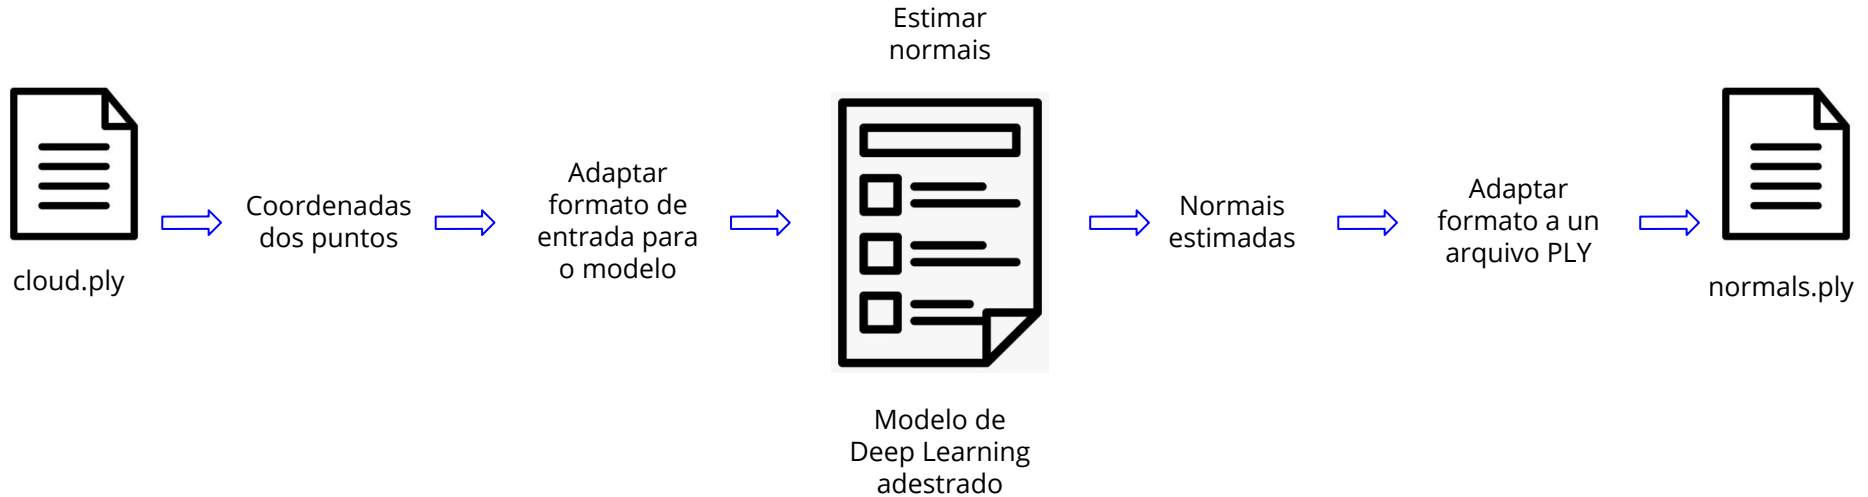 cloud.ply
Coordenadas
dos puntos
Adaptar
formato de
entrada para
o modelo
Estimar
normais
Modelo de
Deep Learning
adestrado
Normais
estimadas
Adaptar
formato a un
arquivo PLY
normals.ply